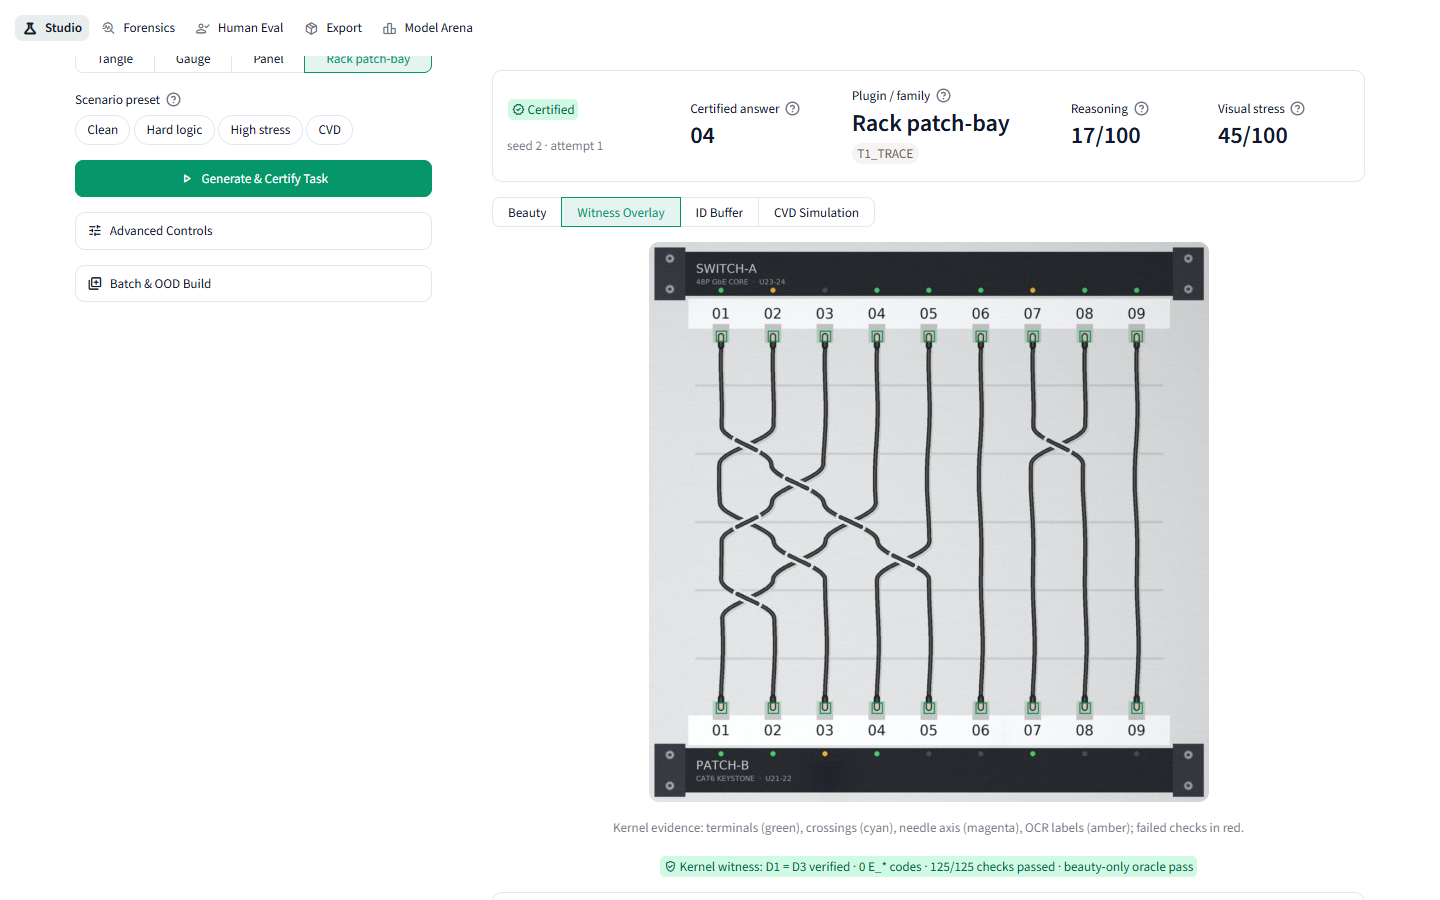 Studio
Forensics
Human Eval
Export
Model Arena
Tangle
Gauge
Panel
Rack patch-bay
Scenario preset
Clean
Hard logic
High stress
CVD
Generate & Certify Task
Advanced Controls
Batch & OOD Build
Certified
seed 2 · attempt 1
Certified answer
04
Plugin / family
Rack patch-bay
T1_TRACE
Reasoning
17/100
Visual stress
45/100
Beauty
Witness Overlay
ID Buffer
CVD Simulation
SWITCH-A
48P GbE CORE · U23-24
01 02 03 04 05 06 07 08 09
01 02 03 04 05 06 07 08 09
PATCH-B
CAT6 KEYSTONE · U21-22
Kernel evidence: terminals (green), crossings (cyan), needle axis (magenta), OCR labels (amber); failed checks in red.
Kernel witness: D1 = D3 verified · 0 E_* codes · 125/125 checks passed · beauty-only oracle pass